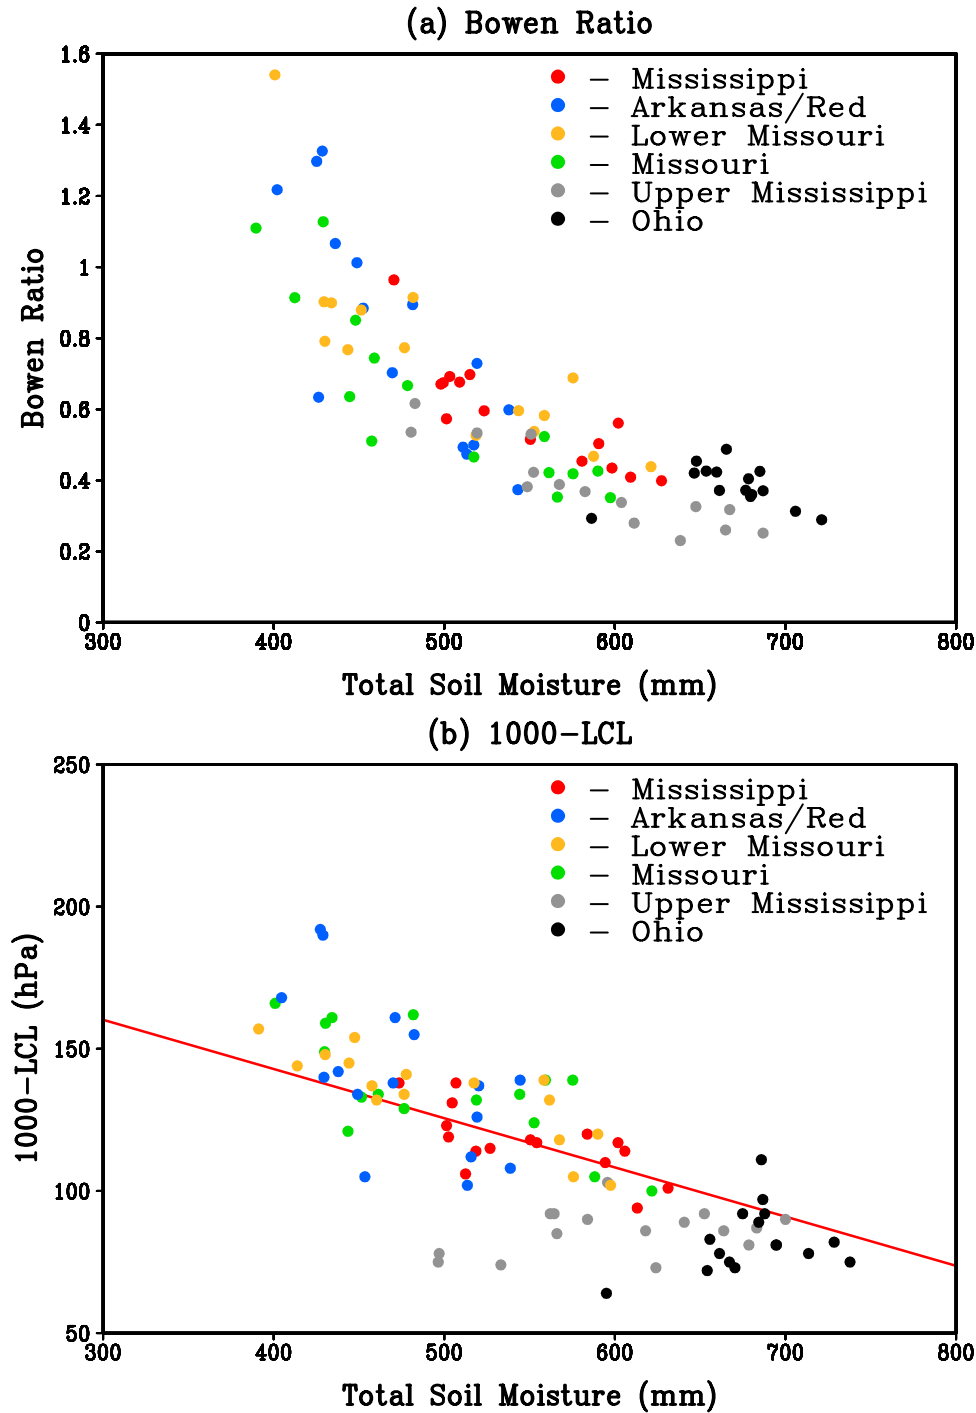 (a) Bowen Ratio
1.6
1.4
1.2
1
0.8
0.6
0.4
0.2
0
Bowen Ratio
– Mississippi
– Arkansas/Red
– Lower Missouri
– Missouri
– Upper Mississippi
– Ohio
300 400 500 600 700 800
Total Soil Moisture (mm)
(b) 1000–LCL
250
200
150
100
50
1000–LCL (hPa)
– Mississippi
– Arkansas/Red
– Lower Missouri
– Missouri
– Upper Mississippi
– Ohio
300 400 500 600 700 800
Total Soil Moisture (mm)